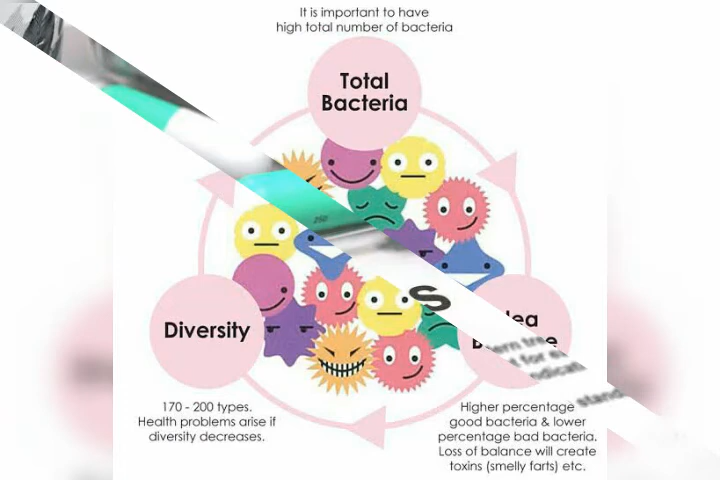 It is important to have
high total number of bacteria
Total
Bacteria
Diversity
170 - 200 types.
Health problems arise if
diversity decreases.
Higher percentage
good bacteria & lower
percentage bad bacteria.
Loss of balance will create
toxins (smelly farts) etc.